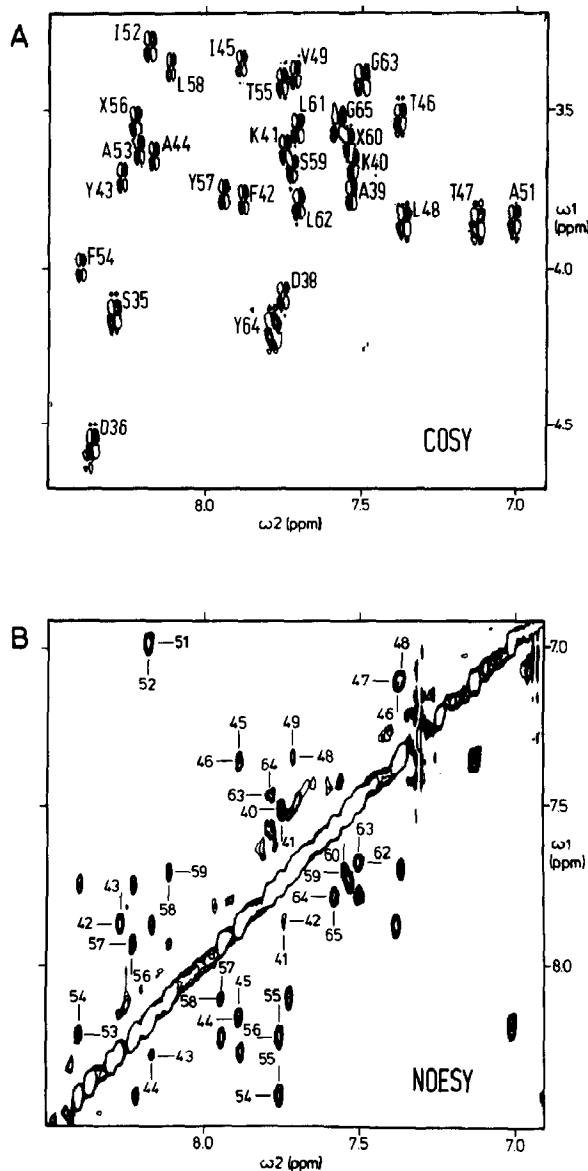 A
I52
L58
I45
V49
T55
G63
T46
X56
L61
G65
X60
A53
A44
K41
S59
K40
Y43
Y57
F42
A39
L62
L48
T47
A51
F54
S35
D38
Y64
D36
COSY
3.5
4.0
4.5
ω1
(ppm)
8.0
7.5
7.0
ω2 (ppm)
B
51
52
48
47
46
45
46
49
48
64
63
40
41
63
60
62
59
64
65
43
42
57
56
59
58
42
41
54
53
44
43
57
58
45
44
55
56
55
54
NOESY
7.0
7.5
8.0
ω1
(ppm)
8.0
7.5
7.0
ω2 (ppm)